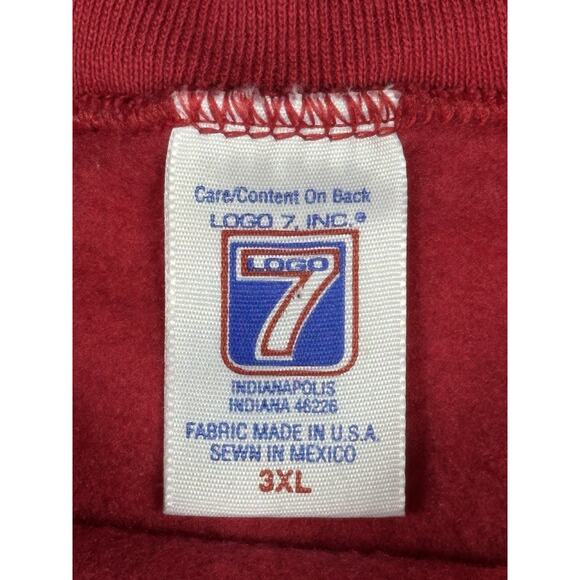 Care/Content On Back
LOGO 7, INC.®
LOGO
7
INDIANAPOLIS
INDIANA 46226
FABRIC MADE IN U.S.A.
SEWN IN MEXICO
3XL